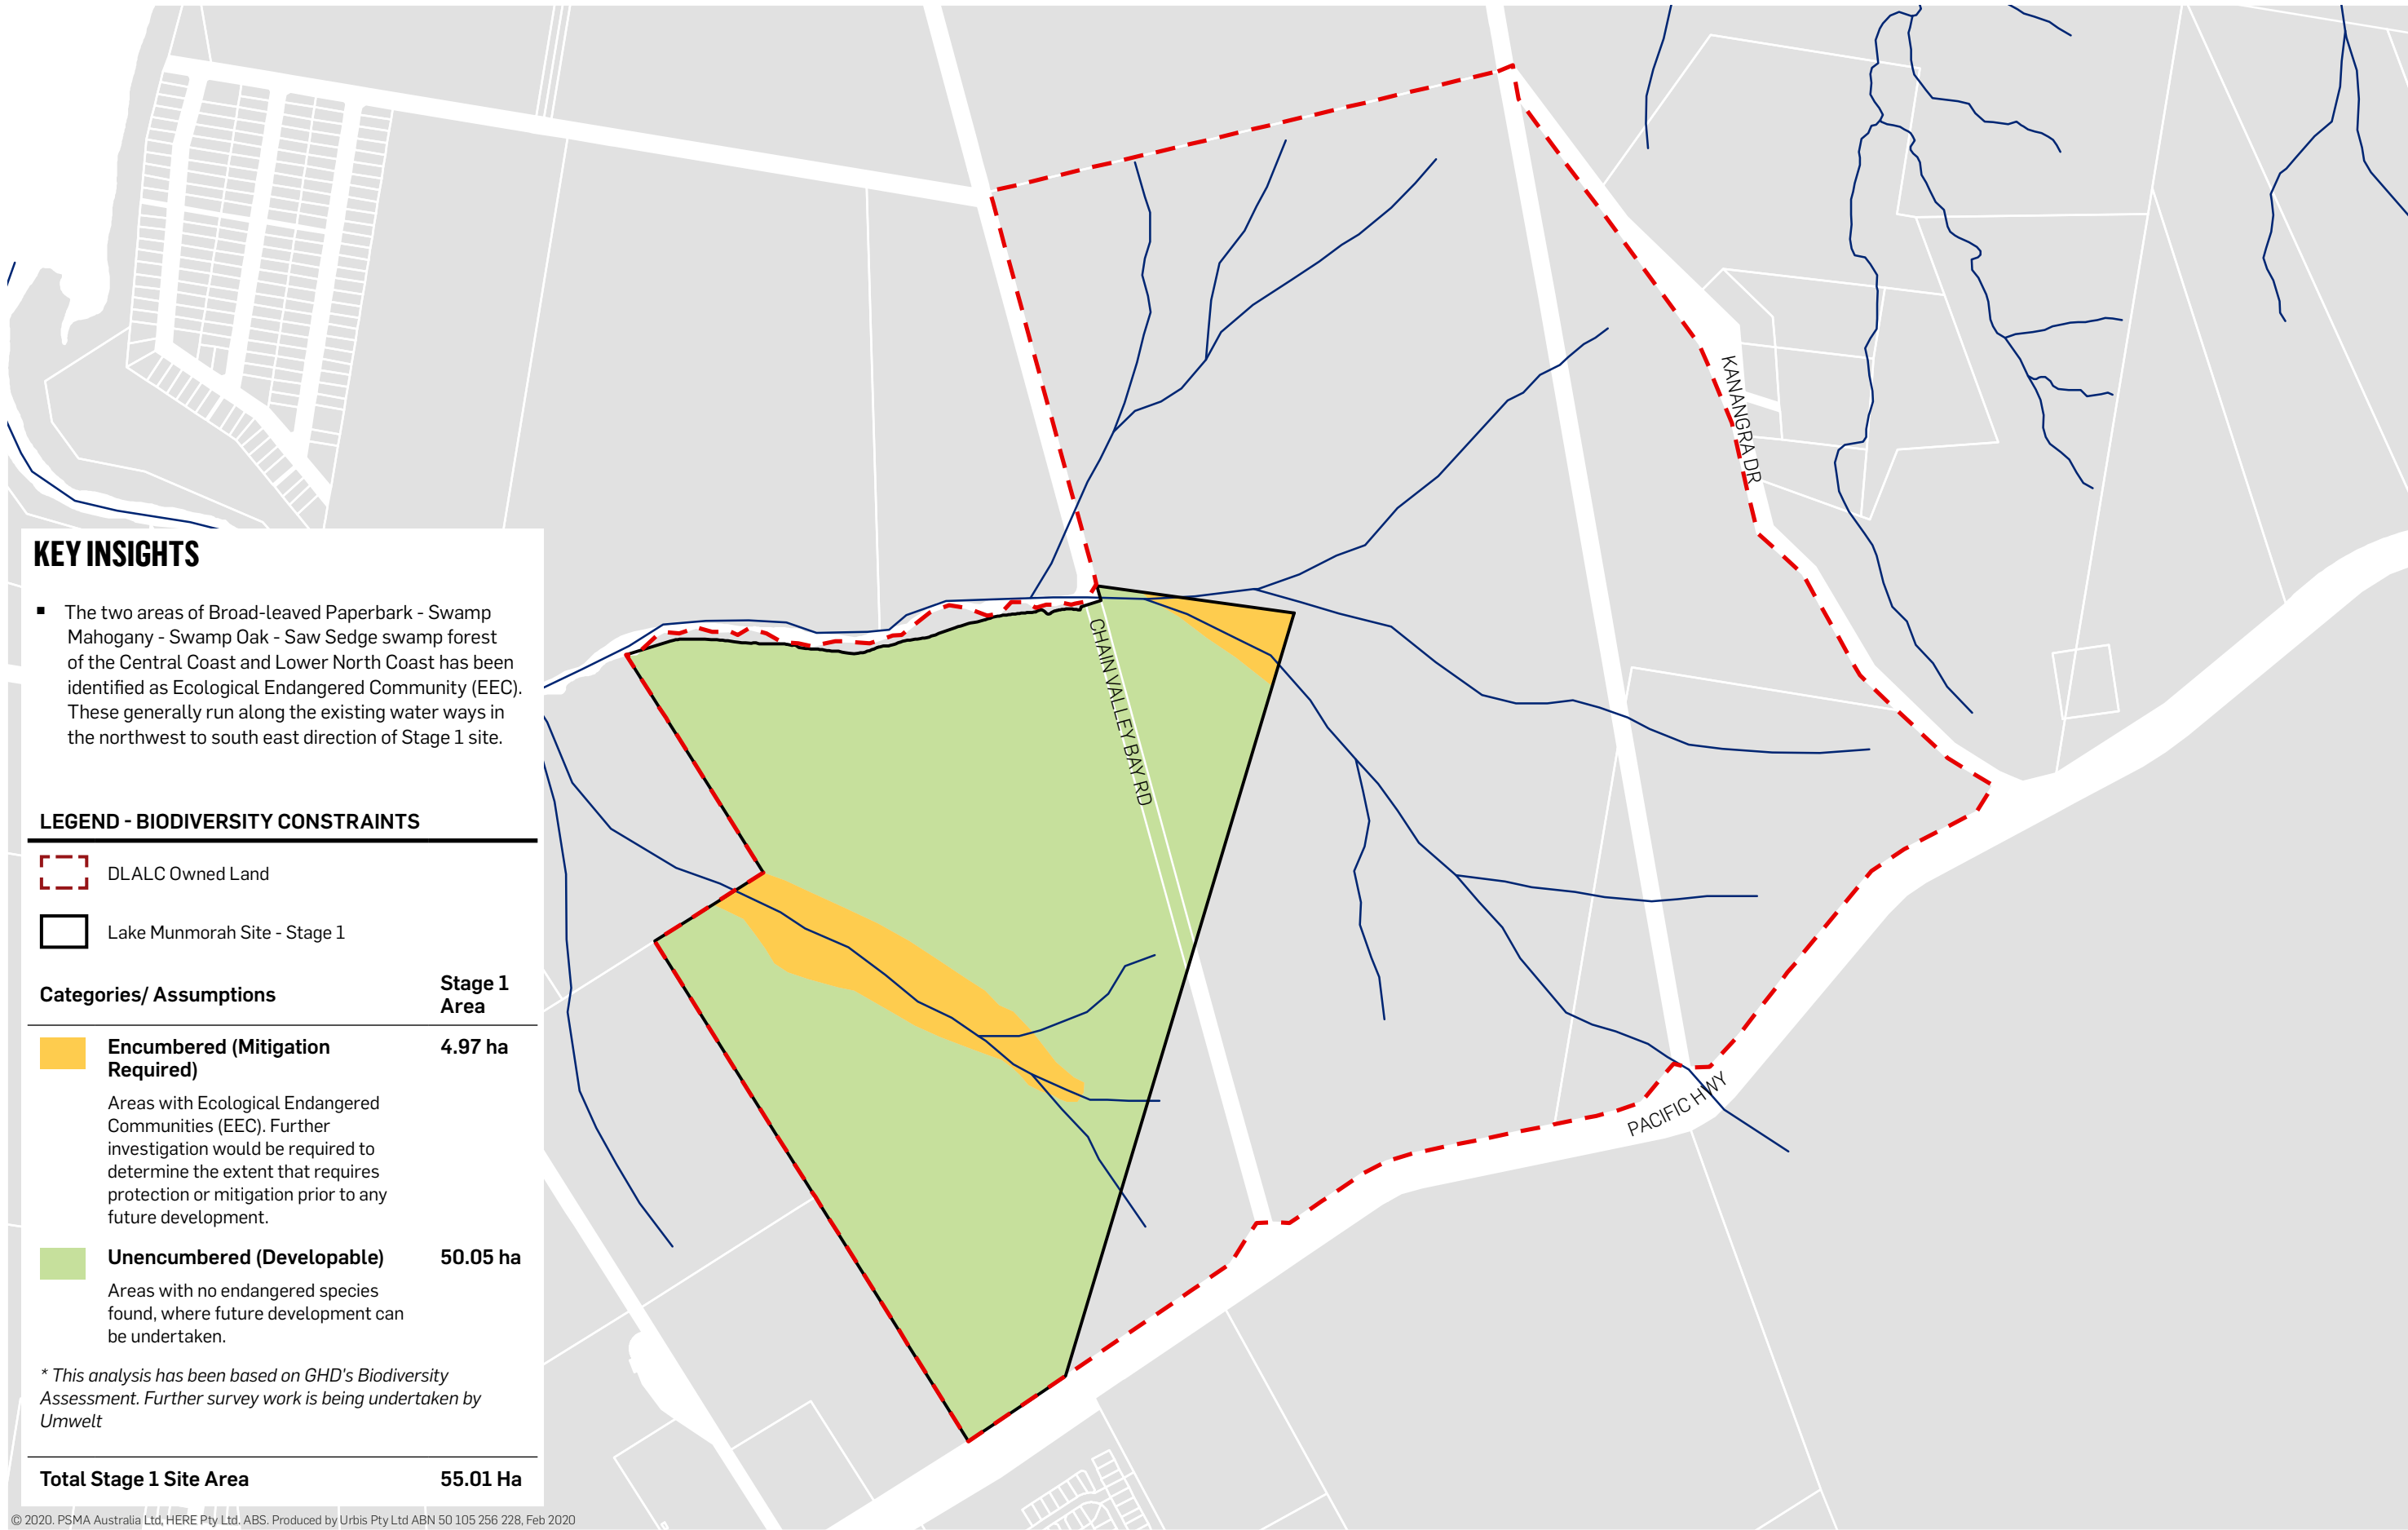 KEY INSIGHTS
▪ The two areas of Broad-leaved Paperbark - Swamp
Mahogany - Swamp Oak - Saw Sedge swamp forest
of the Central Coast and Lower North Coast has been
identified as Ecological Endangered Community (EEC).
These generally run along the existing water ways in
the northwest to south east direction of Stage 1 site.
LEGEND - BIODIVERSITY CONSTRAINTS
DLALC Owned Land
Lake Munmorah Site - Stage 1
Categories/ Assumptions
Stage 1
Area
Encumbered (Mitigation
Required)
4.97 ha
Areas with Ecological Endangered
Communities (EEC). Further
investigation would be required to
determine the extent that requires
protection or mitigation prior to any
future development.
Unencumbered (Developable)
50.05 ha
Areas with no endangered species
found, where future development can
be undertaken.
* This analysis has been based on GHD's Biodiversity
Assessment. Further survey work is being undertaken by
Umwelt
Total Stage 1 Site Area
55.01 Ha
KANANGRA DR
CHAIN VALLEY BAY RD
PACIFIC HWY
© 2020. PSMA Australia Ltd, HERE Pty Ltd. ABS. Produced by Urbis Pty Ltd ABN 50 105 256 228, Feb 2020